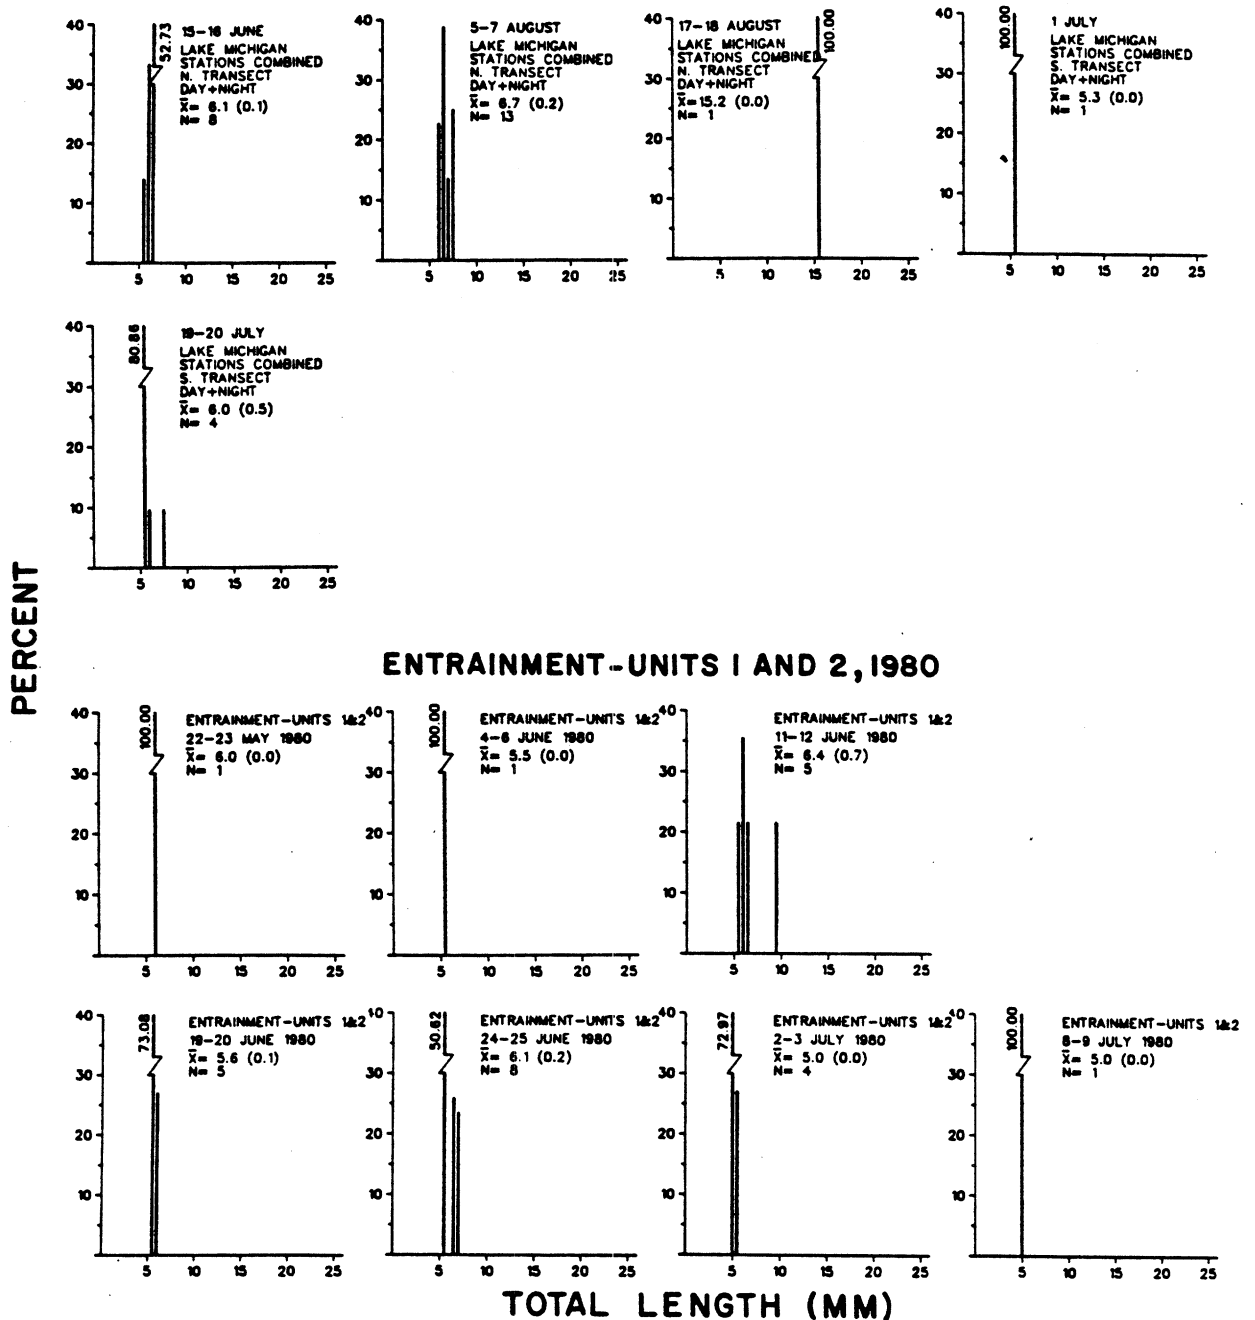 15-16 JUNE
LAKE MICHIGAN
STATIONS COMBINED
N. TRANSECT
DAY+NIGHT
X̄= 6.1 (0.1)
N= 8
52.73
40
30
20
10
5 10 15 20 25
5-7 AUGUST
LAKE MICHIGAN
STATIONS COMBINED
N. TRANSECT
DAY+NIGHT
X̄= 6.7 (0.2)
N= 13
40
30
20
10
5 10 15 20 25
17-18 AUGUST
LAKE MICHIGAN
STATIONS COMBINED
N. TRANSECT
DAY+NIGHT
X̄=15.2 (0.0)
N= 1
100.00
40
30
20
10
5 10 15 20 25
1 JULY
LAKE MICHIGAN
STATIONS COMBINED
S. TRANSECT
DAY+NIGHT
X̄= 5.3 (0.0)
N= 1
100.00
40
30
20
10
5 10 15 20 25
19-20 JULY
LAKE MICHIGAN
STATIONS COMBINED
S. TRANSECT
DAY+NIGHT
X̄= 6.0 (0.5)
N= 4
80.86
40
30
20
10
5 10 15 20 25
PERCENT
ENTRAINMENT-UNITS 1 AND 2, 1980
ENTRAINMENT-UNITS 1&2
22-23 MAY 1980
X̄= 6.0 (0.0)
N= 1
100.00
40
30
20
10
5 10 15 20 25
ENTRAINMENT-UNITS 1&2
4-6 JUNE 1980
X̄= 5.5 (0.0)
N= 1
100.00
40
30
20
10
5 10 15 20 25
ENTRAINMENT-UNITS 1&2
11-12 JUNE 1980
X̄= 6.4 (0.7)
N= 5
40
30
20
10
5 10 15 20 25
ENTRAINMENT-UNITS 1&2
19-20 JUNE 1980
X̄= 5.6 (0.1)
N= 5
73.08
40
30
20
10
5 10 15 20 25
ENTRAINMENT-UNITS 1&2
24-25 JUNE 1980
X̄= 6.1 (0.2)
N= 8
50.62
40
30
20
10
5 10 15 20 25
ENTRAINMENT-UNITS 1&2
2-3 JULY 1980
X̄= 5.0 (0.0)
N= 4
72.97
40
30
20
10
5 10 15 20 25
ENTRAINMENT-UNITS 1&2
8-9 JULY 1980
X̄= 5.0 (0.0)
N= 1
100.00
40
30
20
10
5 10 15 20 25
TOTAL LENGTH (MM)